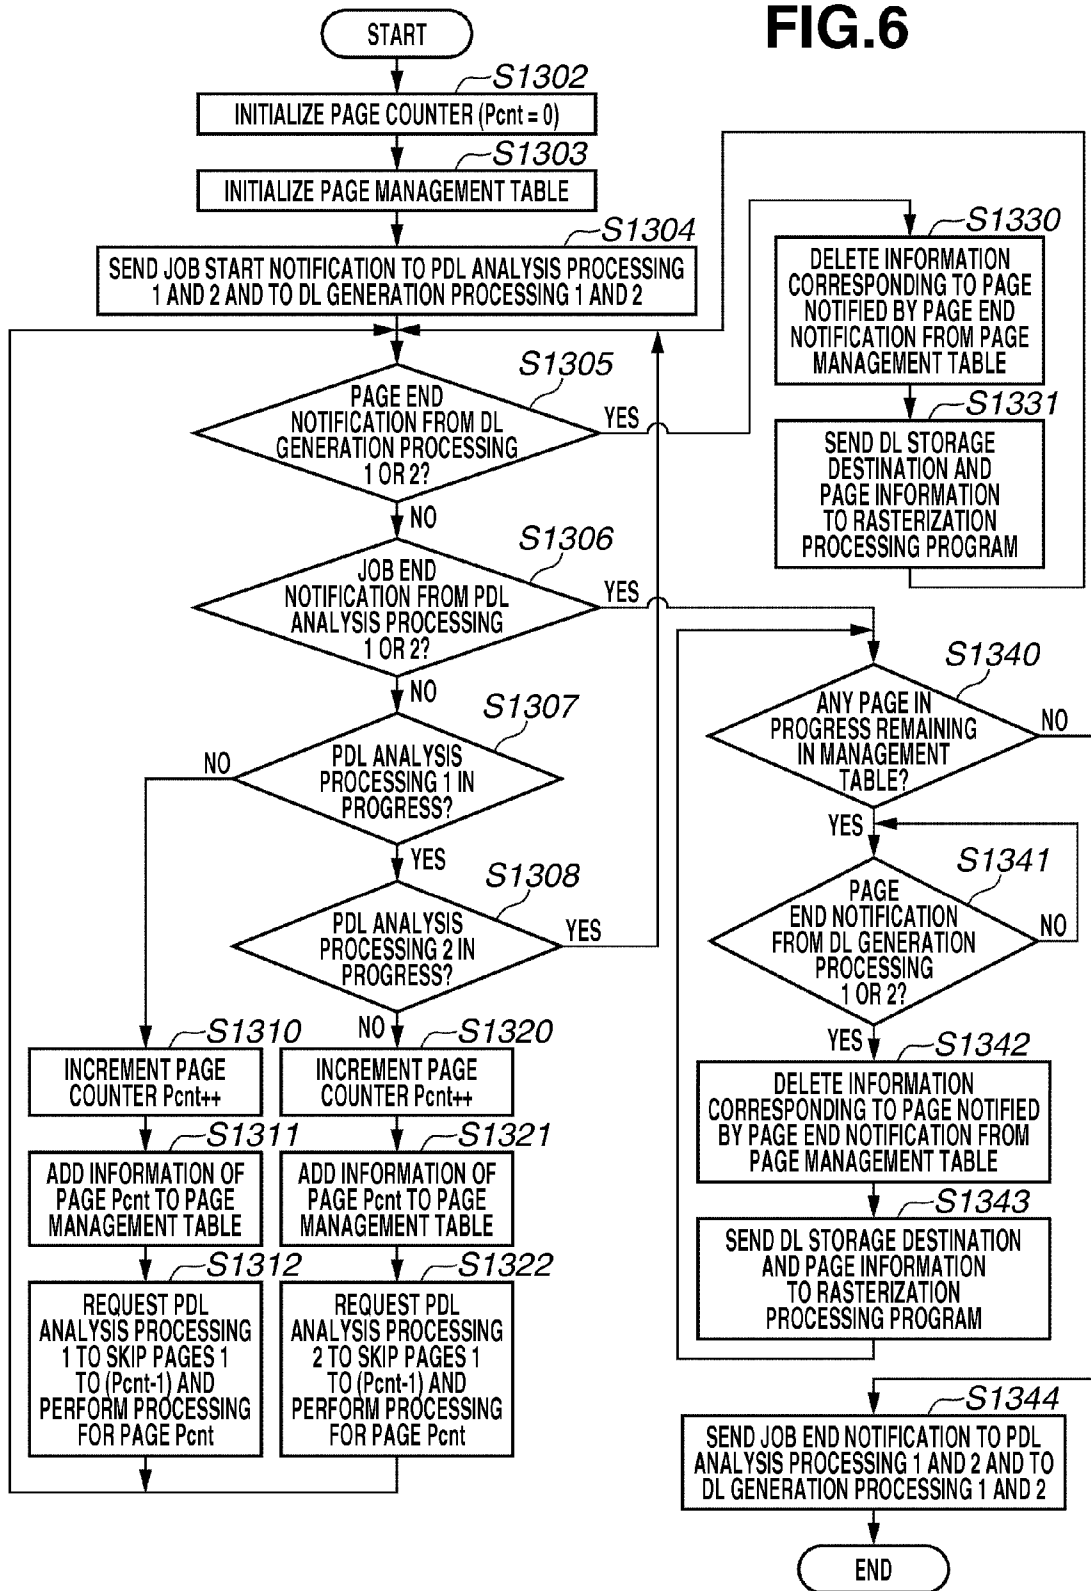 FIG.6
START
S1302
INITIALIZE PAGE COUNTER (Pcnt = 0)
S1303
INITIALIZE PAGE MANAGEMENT TABLE
S1304
SEND JOB START NOTIFICATION TO PDL ANALYSIS PROCESSING
1 AND 2 AND TO DL GENERATION PROCESSING 1 AND 2
S1305
PAGE END
NOTIFICATION FROM DL
GENERATION PROCESSING
1 OR 2?
YES
NO
S1306
JOB END
NOTIFICATION FROM PDL
ANALYSIS PROCESSING
1 OR 2?
YES
NO
S1307
PDL ANALYSIS
PROCESSING 1 IN
PROGRESS?
NO
YES
S1308
PDL ANALYSIS
PROCESSING 2 IN
PROGRESS?
YES
NO
S1310
INCREMENT PAGE
COUNTER Pcnt++
S1311
ADD INFORMATION OF
PAGE Pcnt TO PAGE
MANAGEMENT TABLE
S1312
REQUEST PDL
ANALYSIS PROCESSING
1 TO SKIP PAGES 1
TO (Pcnt-1) AND
PERFORM PROCESSING
FOR PAGE Pcnt
S1320
INCREMENT PAGE
COUNTER Pcnt++
S1321
ADD INFORMATION OF
PAGE Pcnt TO PAGE
MANAGEMENT TABLE
S1322
REQUEST PDL
ANALYSIS PROCESSING
2 TO SKIP PAGES 1
TO (Pcnt-1) AND
PERFORM PROCESSING
FOR PAGE Pcnt
S1330
DELETE INFORMATION
CORRESPONDING TO PAGE
NOTIFIED BY PAGE END
NOTIFICATION FROM PAGE
MANAGEMENT TABLE
S1331
SEND DL STORAGE
DESTINATION AND
PAGE INFORMATION
TO RASTERIZATION
PROCESSING PROGRAM
S1340
ANY PAGE IN
PROGRESS REMAINING
IN MANAGEMENT
TABLE?
NO
YES
S1341
PAGE
END NOTIFICATION
FROM DL GENERATION
PROCESSING
1 OR 2?
NO
YES
S1342
DELETE INFORMATION
CORRESPONDING TO PAGE NOTIFIED
BY PAGE END NOTIFICATION FROM
PAGE MANAGEMENT TABLE
S1343
SEND DL STORAGE DESTINATION
AND PAGE INFORMATION
TO RASTERIZATION
PROCESSING PROGRAM
S1344
SEND JOB END NOTIFICATION TO PDL
ANALYSIS PROCESSING 1 AND 2 AND TO
DL GENERATION PROCESSING 1 AND 2
END